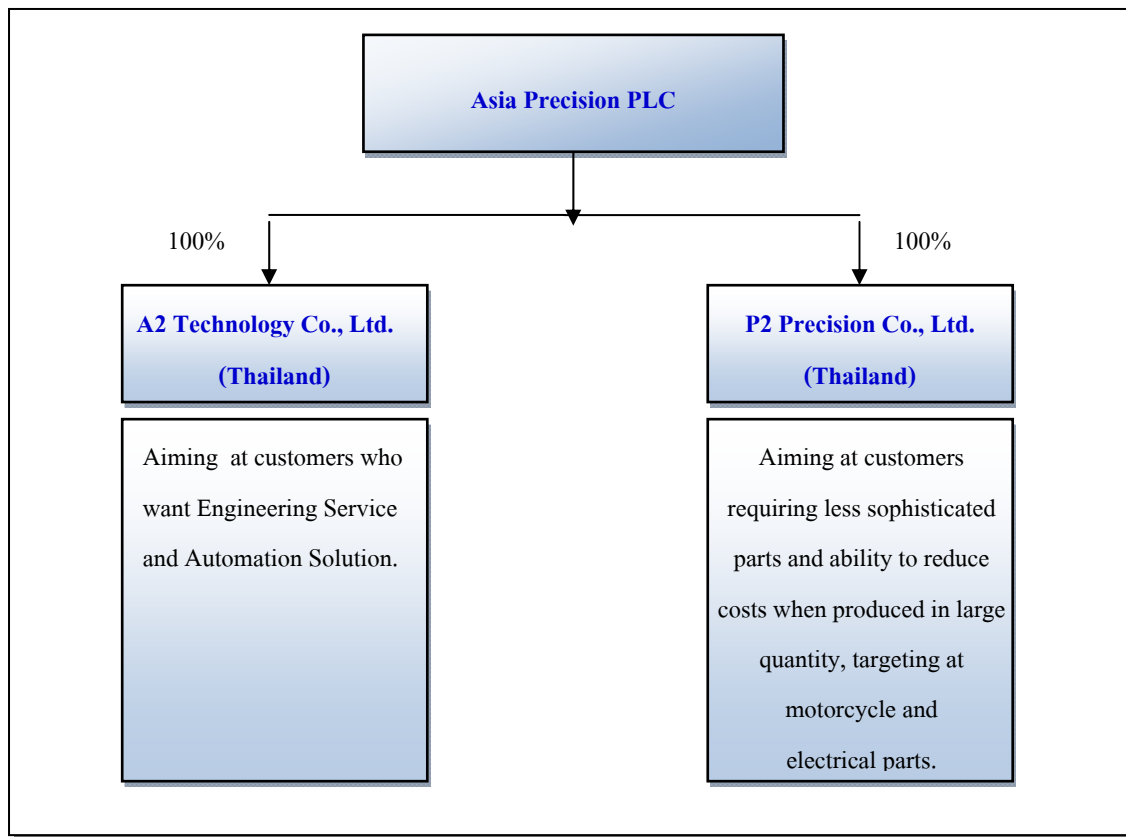 Asia Precision PLC
100%
100%
A2 Technology Co., Ltd.
(Thailand)
P2 Precision Co., Ltd.
(Thailand)
Aiming at customers who
want Engineering Service
and Automation Solution.
Aiming at customers
requiring less sophisticated
parts and ability to reduce
costs when produced in large
quantity, targeting at
motorcycle and
electrical parts.